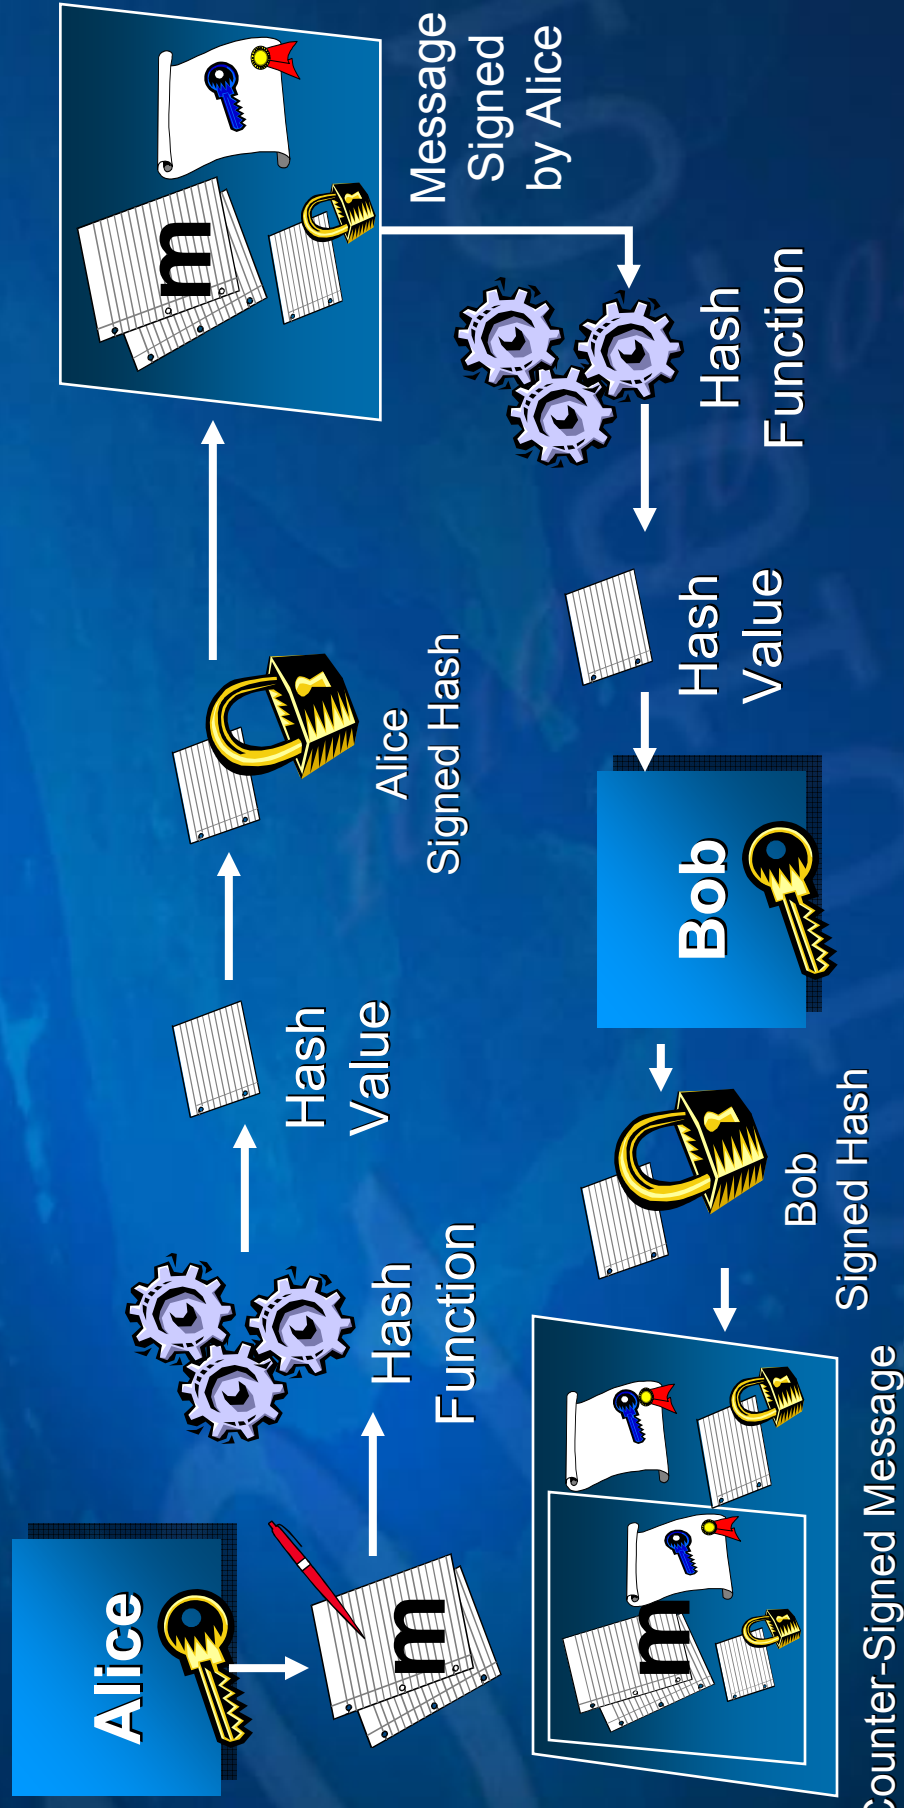 Alice
m
Hash
Function
Hash
Value
Alice
Signed Hash
m
Message
Signed
by Alice
Hash
Function
Hash
Value
Bob
Bob
Signed Hash
m
Counter-Signed Message